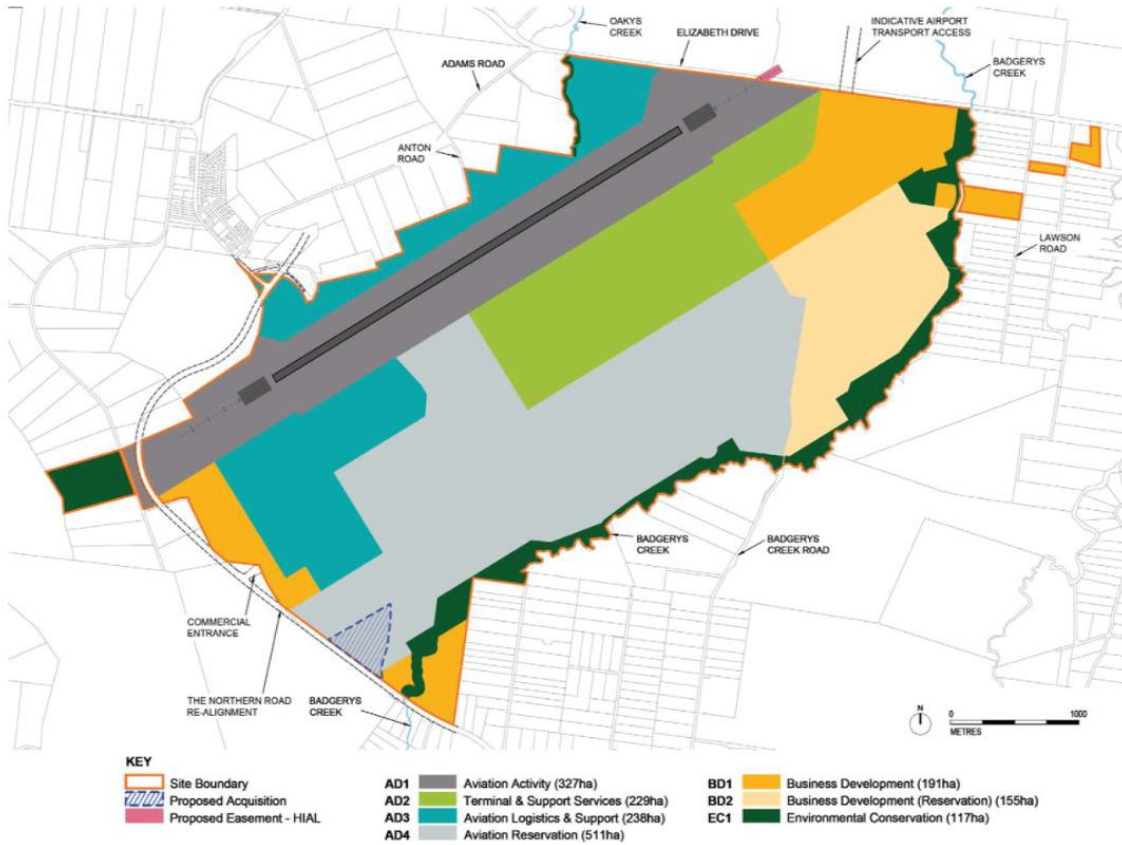 OAKYS
CREEK
ELIZABETH DRIVE
INDICATIVE AIRPORT
TRANSPORT ACCESS
BADGERYS
CREEK
ADAMS ROAD
ANTON
ROAD
LAWSON
ROAD
BADGERYS
CREEK
BADGERYS
CREEK ROAD
COMMERCIAL
ENTRANCE
THE NORTHERN ROAD
RE-ALIGNMENT
BADGERYS
CREEK
N
0 1000
METRES
KEY
Site Boundary
Proposed Acquisition
Proposed Easement - HIAL
AD1 Aviation Activity (327ha)
AD2 Terminal & Support Services (229ha)
AD3 Aviation Logistics & Support (238ha)
AD4 Aviation Reservation (511ha)
BD1 Business Development (191ha)
BD2 Business Development (Reservation) (155ha)
EC1 Environmental Conservation (117ha)